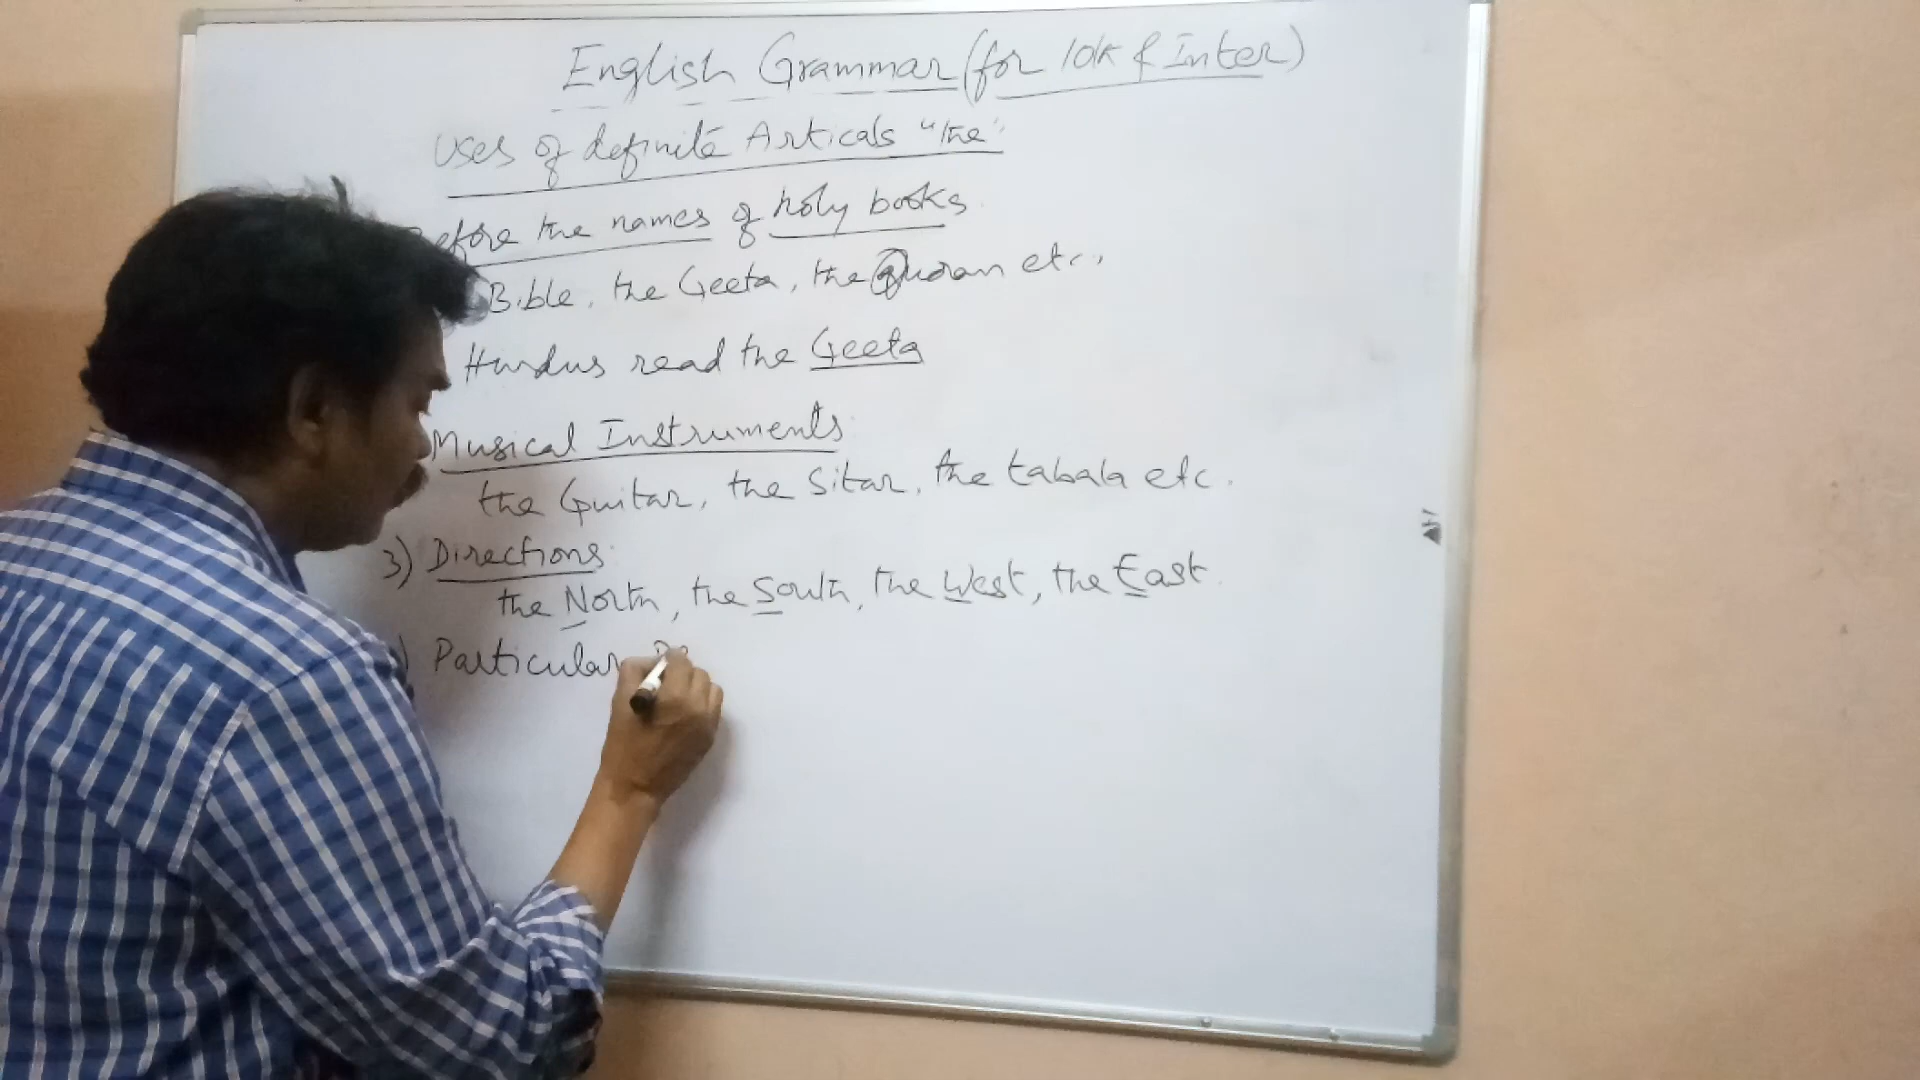 English Grammar (for 10th & Inter)
Uses of definite Articals "the"
efore the names of holy books
Bible, the Geeta, the Quran etc.,
Hindus read the Geeta
Musical Instruments
the Guitar, the Sitar, the tabala etc.
3) Directions
the North, the South, the West, the East
) Particular